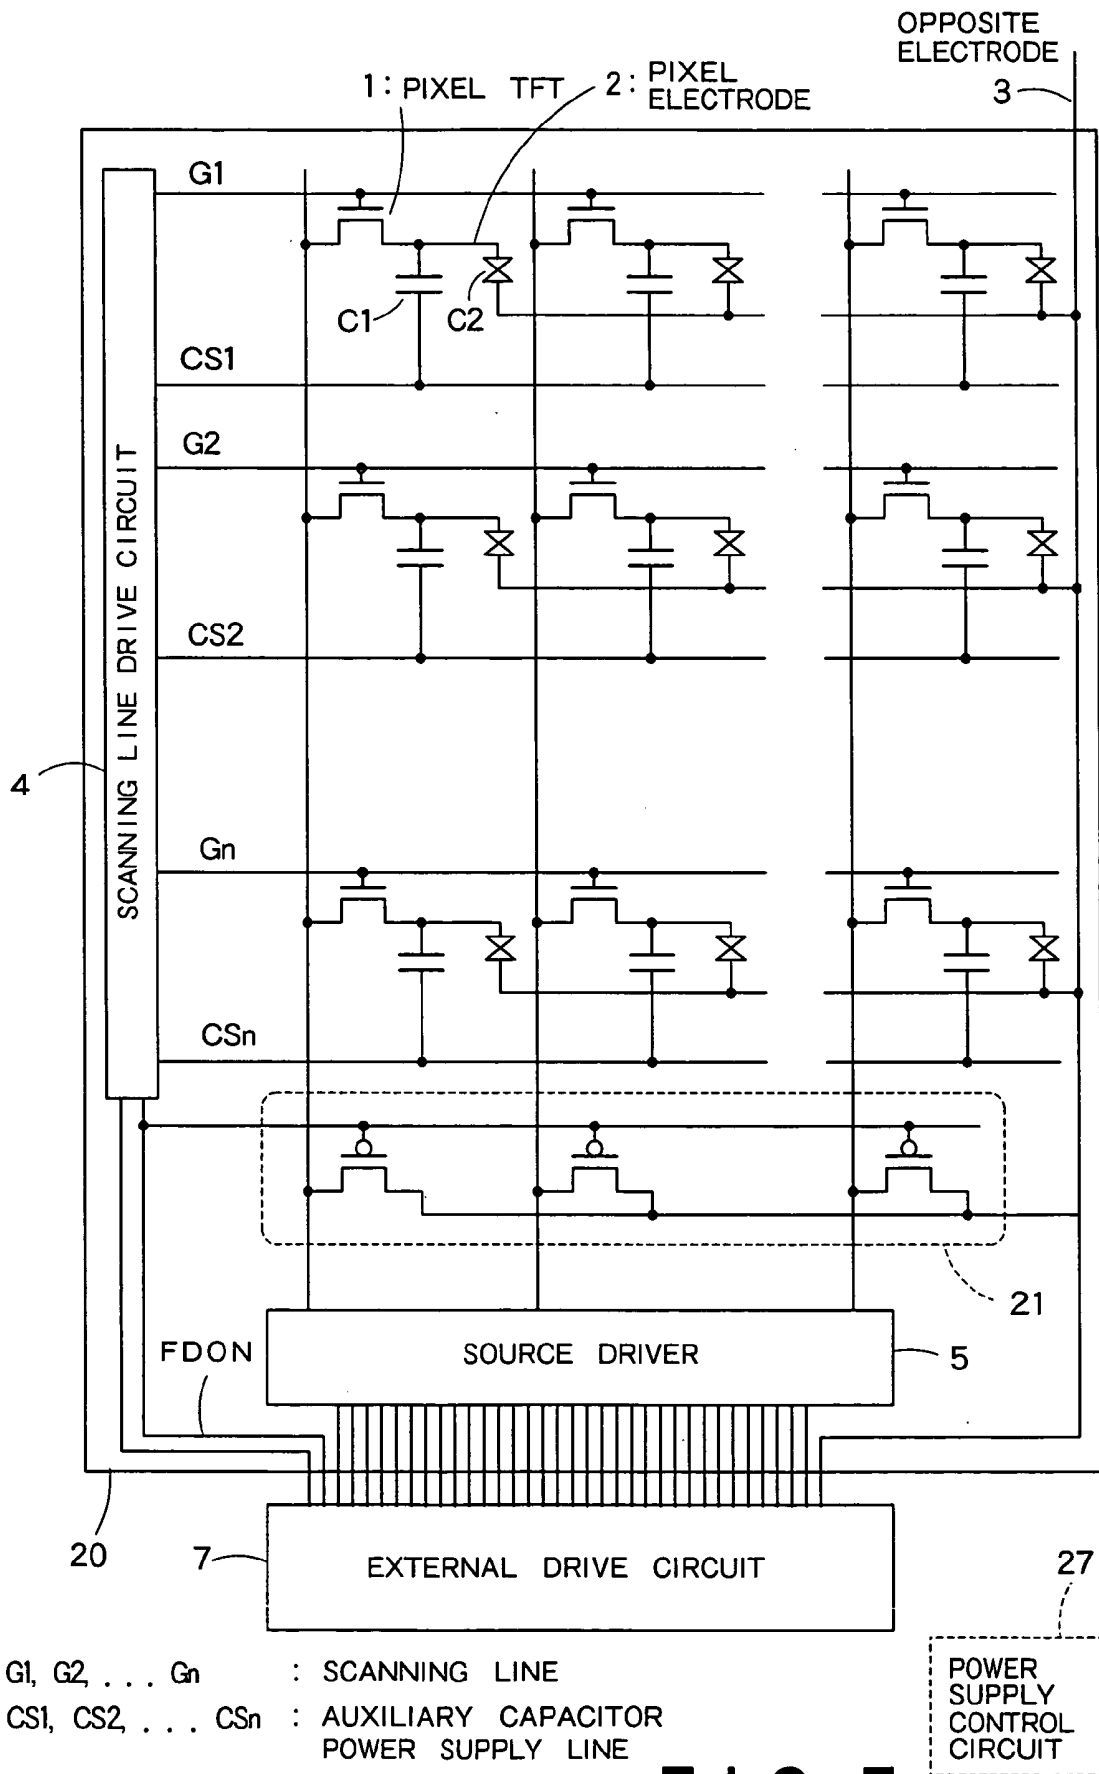 OPPOSITE
ELECTRODE
3
1: PIXEL TFT
2: PIXEL
ELECTRODE
G1
C1
C2
CS1
G2
CS2
SCANNING LINE DRIVE CIRCUIT
4
Gn
CSn
21
FDON
SOURCE DRIVER
5
20
7
EXTERNAL DRIVE CIRCUIT
27
POWER
SUPPLY
CONTROL
CIRCUIT
G1, G2, . . . Gn : SCANNING LINE
CS1, CS2, . . . CSn : AUXILIARY CAPACITOR
POWER SUPPLY LINE